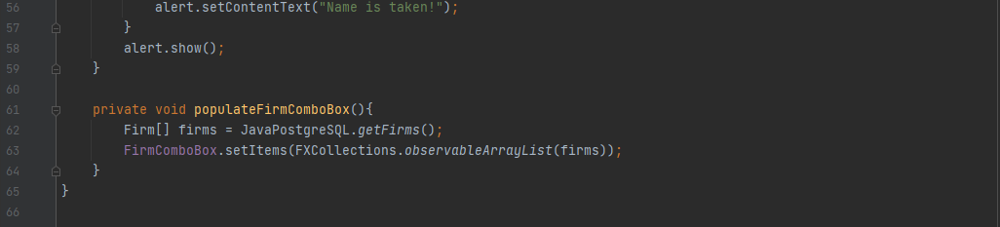 56 alert.setContentText("Name is taken!");
57 }
58 alert.show();
59 }
60
61 private void populateFirmComboBox(){
62 Firm[] firms = JavaPostgreSQL.getFirms();
63 FirmComboBox.setItems(FXCollections.observableArrayList(firms));
64 }
65 }
66